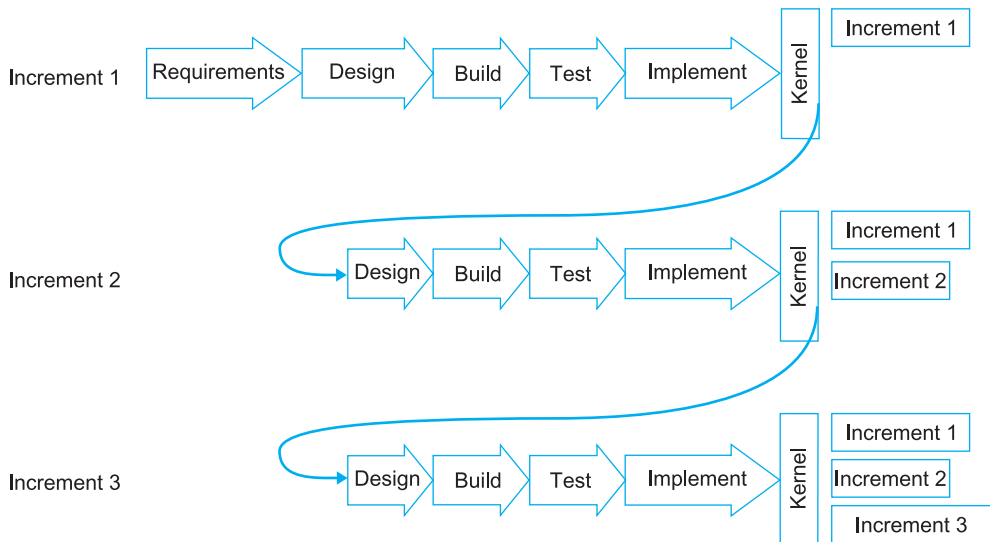 Increment 1
Requirements
Design
Build
Test
Implement
Kernel
Increment 1
Increment 2
Design
Build
Test
Implement
Kernel
Increment 1
Increment 2
Increment 3
Design
Build
Test
Implement
Kernel
Increment 1
Increment 2
Increment 3